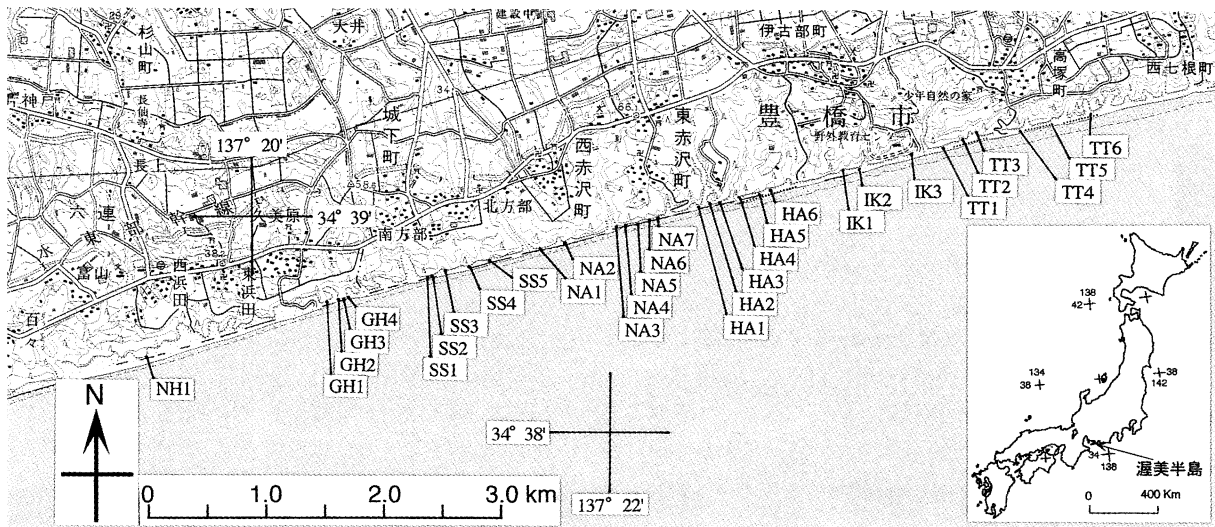 杉山町
大井
建設中
伊古部町
高塚町
西七根町
神戸
長仙寺
長上
137° 20'
城下町
34
66
東赤沢町
豊橋市
少年自然の家
野外教育セ
西赤沢町
六連
久美原
34° 39'
北方部
南方部
水東部幹線
富山
西浜田
東浜田
百々
NH1
GH1
GH2
GH3
GH4
SS1
SS2
SS3
SS4
SS5
NA1
NA2
NA3
NA4
NA5
NA6
NA7
HA1
HA2
HA3
HA4
HA5
HA6
IK1
IK2
IK3
TT1
TT2
TT3
TT4
TT5
TT6
N
0 1.0 2.0 3.0 km
34° 38'
137° 22'
138
42
134
38
38
142
34
138
渥美半島
0 400 Km